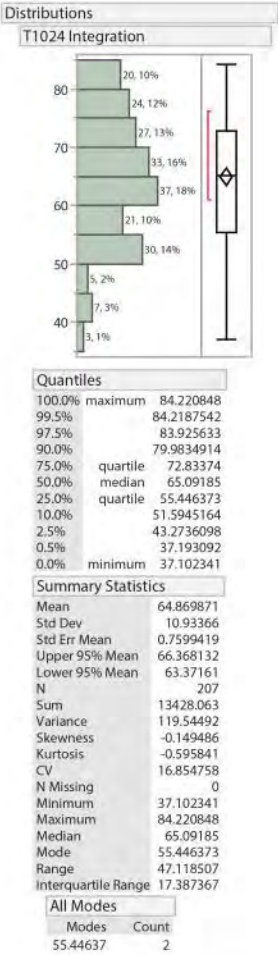 Distributions
T1024 Integration
80
70
60
50
40
20, 10%
24, 12%
27, 13%
33, 16%
37, 18%
21, 10%
30, 14%
5, 2%
7, 3%
3, 1%
Quantiles
100.0% maximum 84.220848
99.5% 84.2187542
97.5% 83.925633
90.0% 79.9834914
75.0% quartile 72.83374
50.0% median 65.09185
25.0% quartile 55.446373
10.0% 51.5945164
2.5% 43.2736098
0.5% 37.193092
0.0% minimum 37.102341
Summary Statistics
Mean 64.869871
Std Dev 10.93366
Std Err Mean 0.7599419
Upper 95% Mean 66.368132
Lower 95% Mean 63.37161
N 207
Sum 13428.063
Variance 119.54492
Skewness -0.149486
Kurtosis -0.595841
CV 16.854758
N Missing 0
Minimum 37.102341
Maximum 84.220848
Median 65.09185
Mode 55.446373
Range 47.118507
Interquartile Range 17.387367
All Modes
Modes Count
55.44637 2